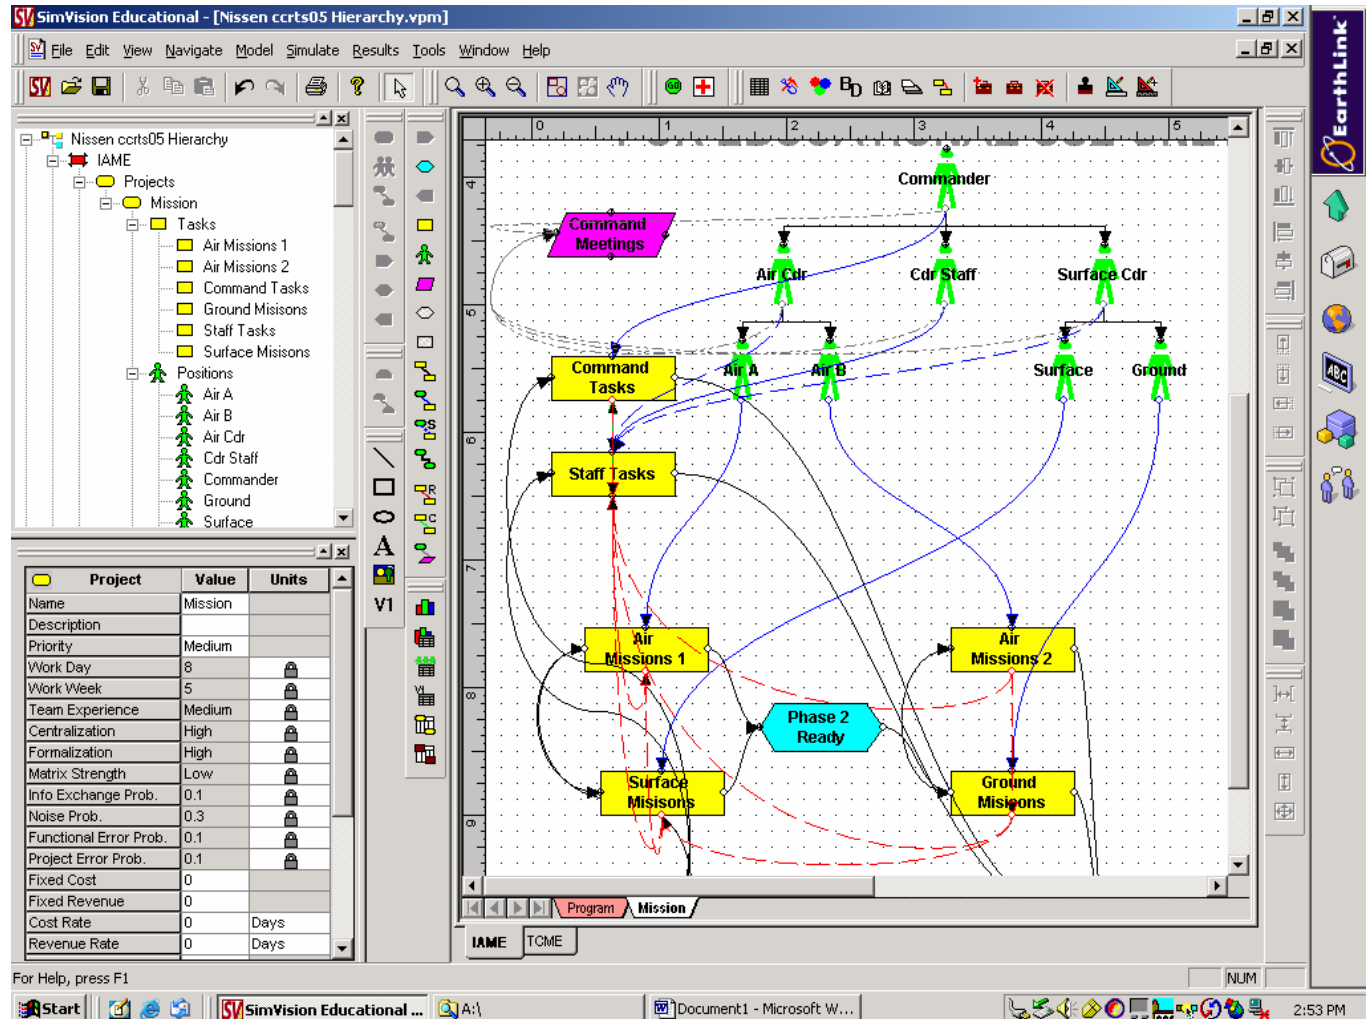 SimVision Educational - [Nissen ccrts05 Hierarchy.vpm]
File Edit View Navigate Model Simulate Results Tools Window Help
Nissen ccrts05 Hierarchy
IAME
Projects
Mission
Tasks
Air Missions 1
Air Missions 2
Command Tasks
Ground Misisons
Staff Tasks
Surface Misisons
Positions
Air A
Air B
Air Cdr
Cdr Staff
Commander
Ground
Surface
Project Value Units
Name Mission
Description
Priority Medium
Work Day 8
Work Week 5
Team Experience Medium
Centralization High
Formalization High
Matrix Strength Low
Info Exchange Prob. 0.1
Noise Prob. 0.3
Functional Error Prob. 0.1
Project Error Prob. 0.1
Fixed Cost 0
Fixed Revenue 0
Cost Rate 0 Days
Revenue Rate 0 Days
A
V1
0 1 2 3 4 5
4
5
6
7
8
9
Commander
Command
Meetings
Air Cdr
Cdr Staff
Surface Cdr
Command
Tasks
Air A
Air B
Surface
Ground
Staff Tasks
Air
Missions 1
Air
Missions 2
Phase 2
Ready
Surface
Misisons
Ground
Misisons
Program Mission
IAME TCME
For Help, press F1
NUM
Start
SimVision Educational ...
A:\
Document1 - Microsoft W...
2:53 PM
EarthLink
ABC